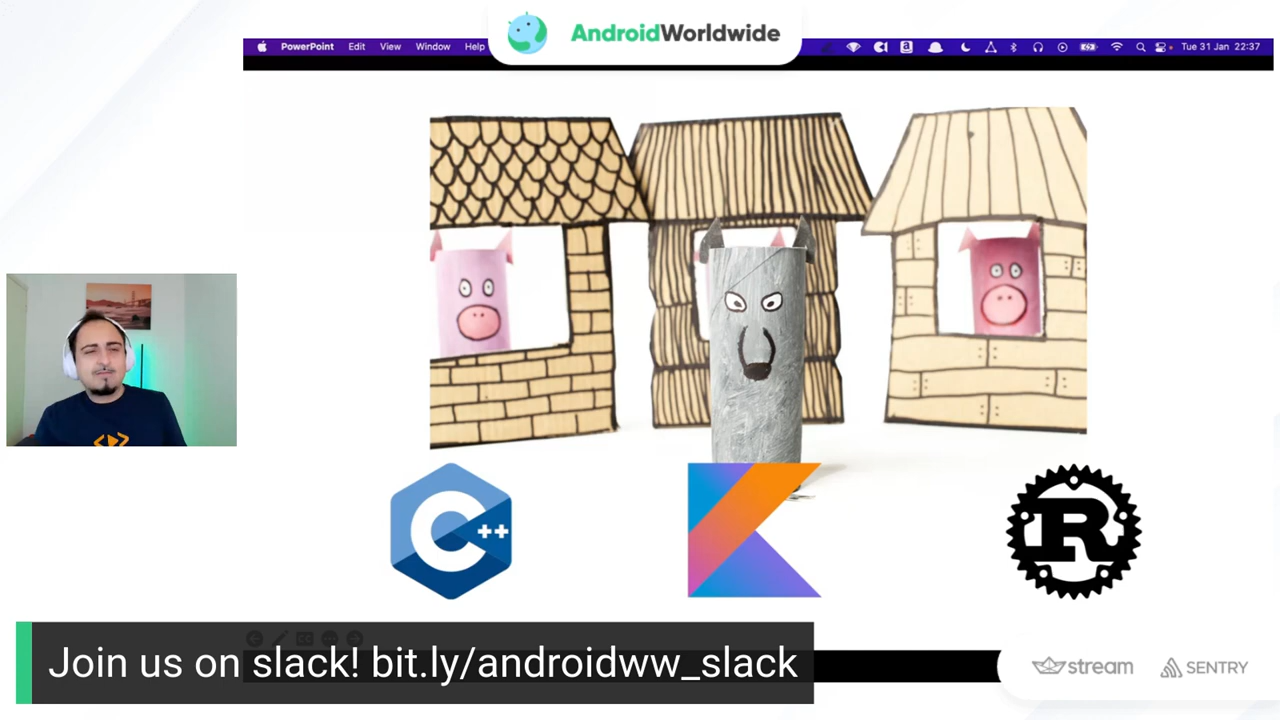 AndroidWorldwide
PowerPoint Edit View Window Help
Tue 31 Jan 22:37
C++
R
Join us on slack! bit.ly/androidww_slack
stream
SENTRY